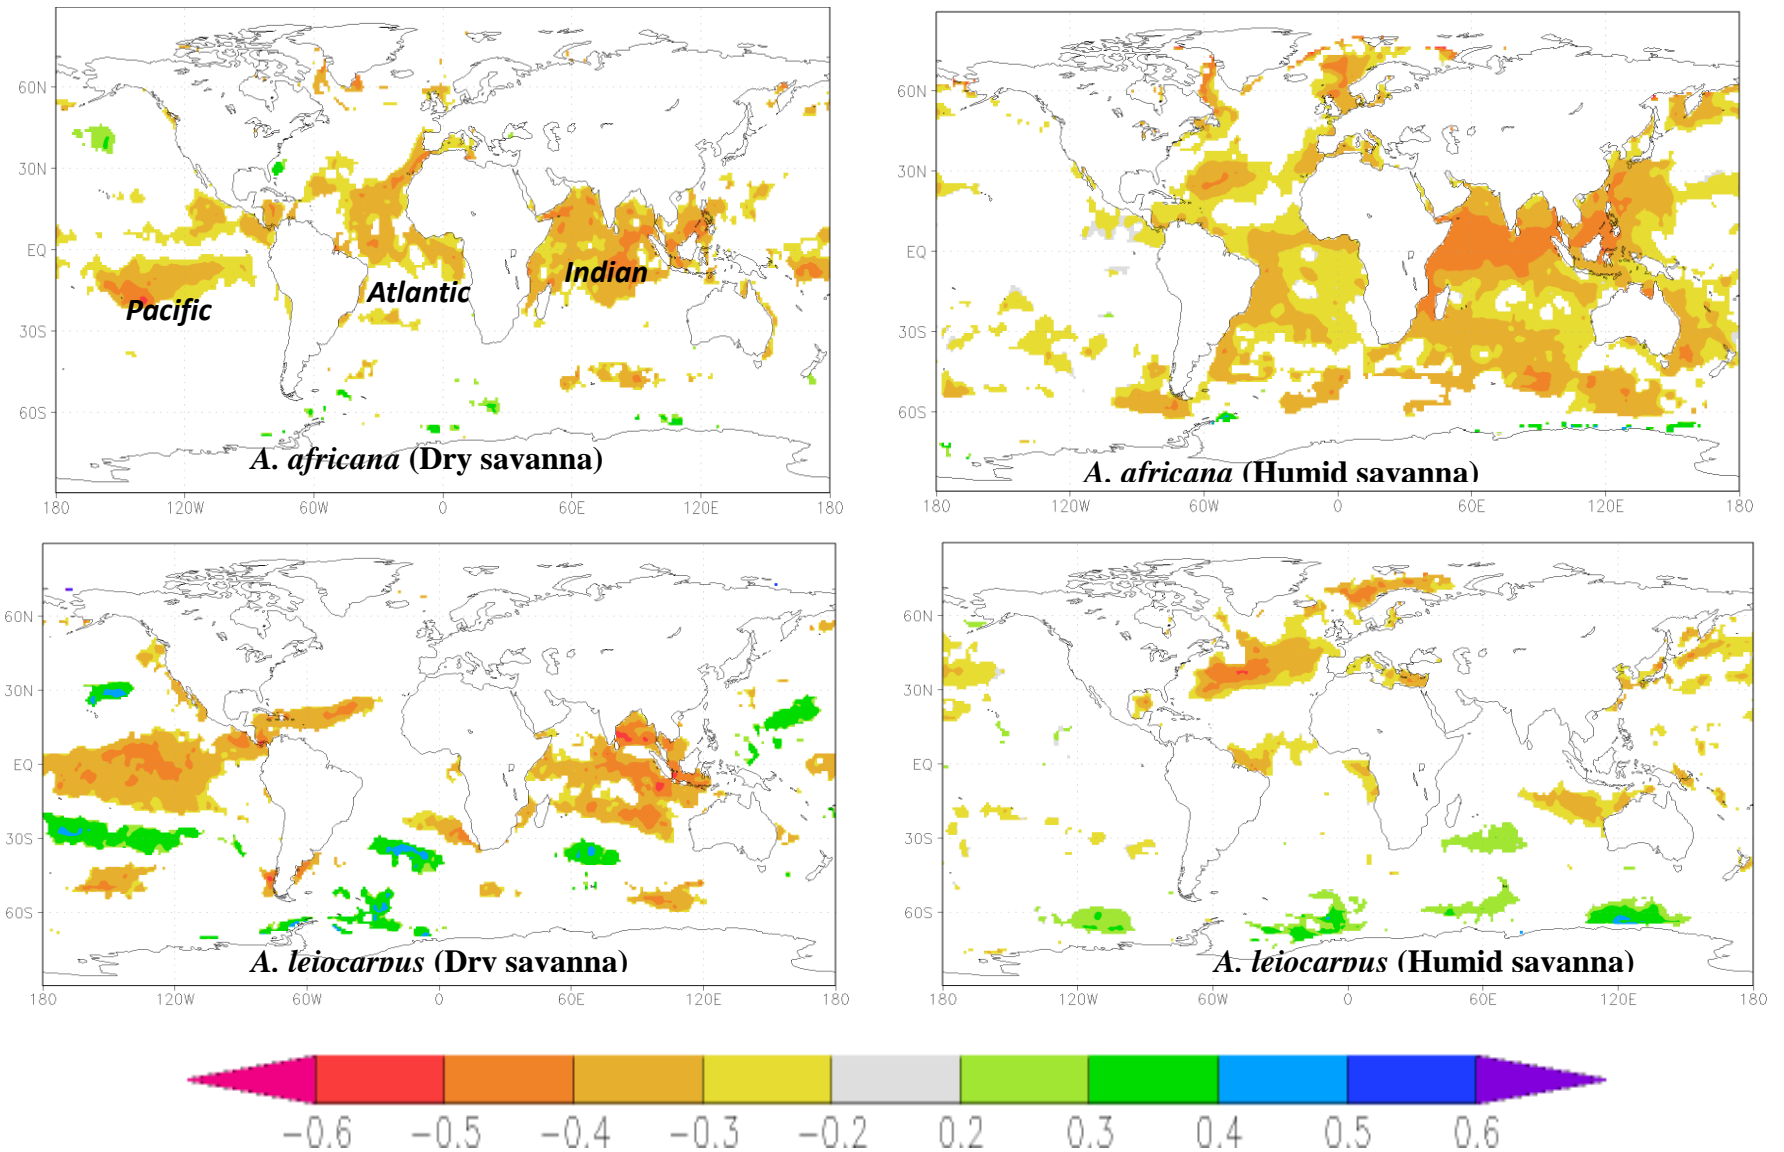 60N
30N
EQ
30S
60S
Pacific
Atlantic
Indian
A. africana (Dry savanna)
180 120W 60W 0 60E 120E 180
60N
30N
EQ
30S
60S
A. africana (Humid savanna)
180 120W 60W 0 60E 120E 180
60N
30N
EQ
30S
60S
A. leiocarpus (Dry savanna)
180 120W 60W 0 60E 120E 180
60N
30N
EQ
30S
60S
A. leiocarpus (Humid savanna)
180 120W 60W 0 60E 120E 180
-0.6 -0.5 -0.4 -0.3 -0.2 0.2 0.3 0.4 0.5 0.6